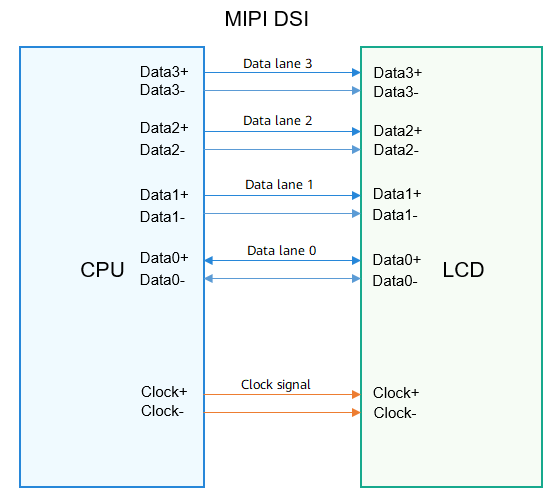 MIPI DSI
Data3+ Data lane 3 Data3+
Data3- Data3-
Data2+ Data lane 2 Data2+
Data2- Data2-
Data1+ Data lane 1 Data1+
Data1- Data1-
Data0+ Data lane 0 Data0+
CPU LCD
Data0- Data0-
Clock+ Clock signal Clock+
Clock- Clock-